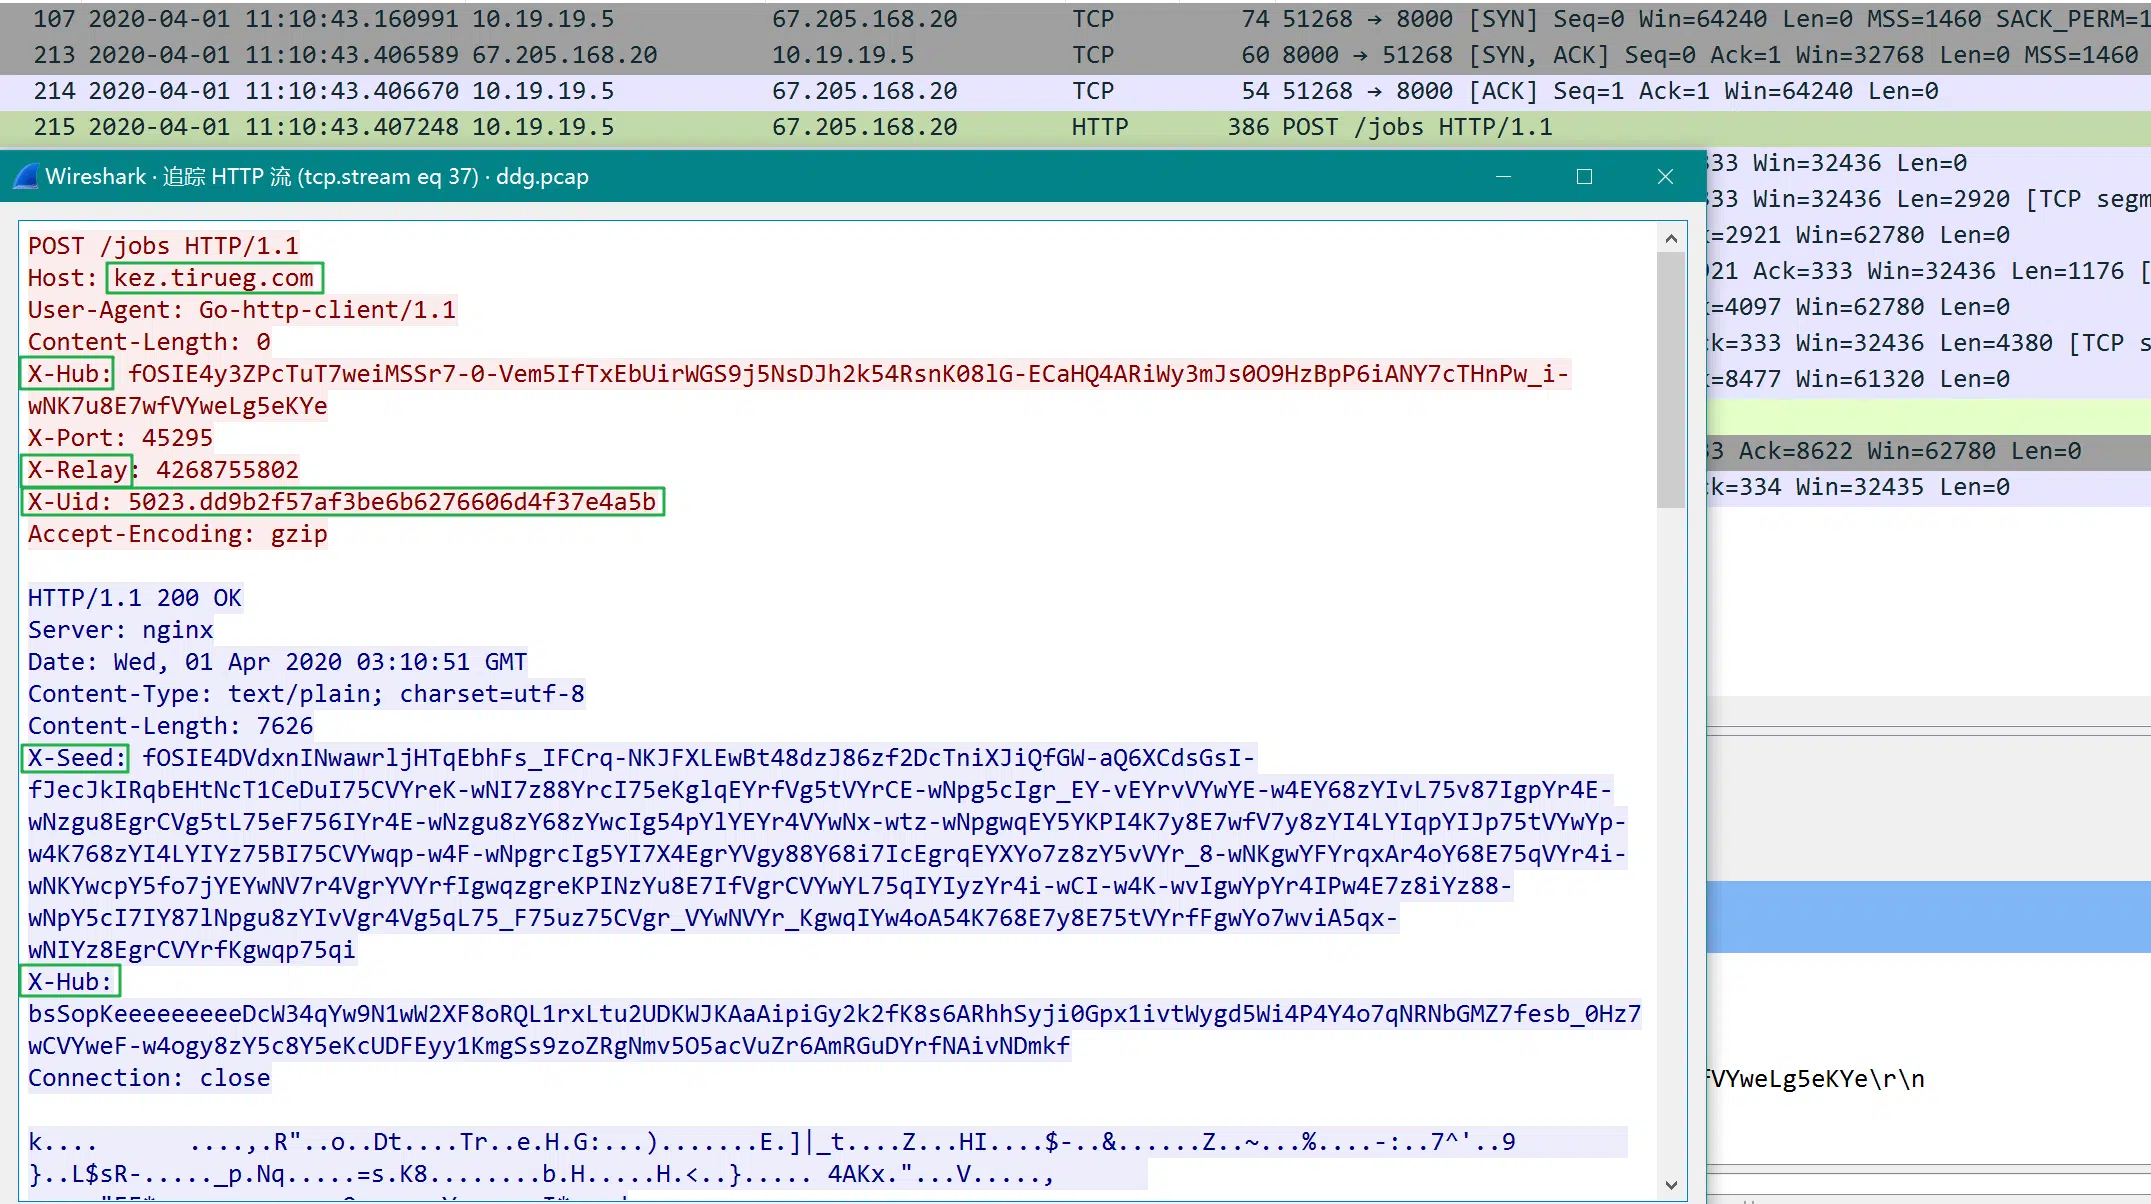 107 2020-04-01 11:10:43.160991 10.19.19.5 67.205.168.20 TCP 74 51268 → 8000 [SYN] Seq=0 Win=64240 Len=0 MSS=1460 SACK_PERM=1
213 2020-04-01 11:10:43.406589 67.205.168.20 10.19.19.5 TCP 60 8000 → 51268 [SYN, ACK] Seq=0 Ack=1 Win=32768 Len=0 MSS=1460
214 2020-04-01 11:10:43.406670 10.19.19.5 67.205.168.20 TCP 54 51268 → 8000 [ACK] Seq=1 Ack=1 Win=64240 Len=0
215 2020-04-01 11:10:43.407248 10.19.19.5 67.205.168.20 HTTP 386 POST /jobs HTTP/1.1
33 Win=32436 Len=0
Wireshark · 追踪 HTTP 流 (tcp.stream eq 37) · ddg.pcap
33 Win=32436 Len=2920 [TCP segm
=2921 Win=62780 Len=0
POST /jobs HTTP/1.1
21 Ack=333 Win=32436 Len=1176 [
Host: kez.tirueg.com
=4097 Win=62780 Len=0
User-Agent: Go-http-client/1.1
k=333 Win=32436 Len=4380 [TCP s
Content-Length: 0
=8477 Win=61320 Len=0
X-Hub: fOSIE4y3ZPcTuT7weiMSSr7-0-Vem5IfTxEbUirWGS9j5NsDJh2k54RsnK08lG-ECaHQ4ARiWy3mJs0O9HzBpP6iANY7cTHnPw_i-
wNK7u8E7wfVYweLg5eKYe
X-Port: 45295
3 Ack=8622 Win=62780 Len=0
X-Relay: 4268755802
k=334 Win=32435 Len=0
X-Uid: 5023.dd9b2f57af3be6b6276606d4f37e4a5b
Accept-Encoding: gzip
HTTP/1.1 200 OK
Server: nginx
Date: Wed, 01 Apr 2020 03:10:51 GMT
Content-Type: text/plain; charset=utf-8
Content-Length: 7626
X-Seed: fOSIE4DVdxnINwawrljHTqEbhFs_IFCrq-NKJFXLEwBt48dzJ86zf2DcTniXJiQfGW-aQ6XCdsGsI-
fJecJkIRqbEHtNcT1CeDuI75CVYreK-wNI7z88YrcI75eKglqEYrfVg5tVYrCE-wNpg5cIgr_EY-vEYrvVYwYE-w4EY68zYIvL75v87IgpYr4E-
wNzgu8EgrCVg5tL75eF756IYr4E-wNzgu8zY68zYwcIg54pYlYEYr4VYwNx-wtz-wNpgwqEY5YKPI4K7y8E7wfV7y8zYI4LYIqpYIJp75tVYwYp-
w4K768zYI4LYIYz75BI75CVYwqp-w4F-wNpgrcIg5YI7X4EgrYVgy88Y68i7IcEgrqEYXYo7z8zY5vVYr_8-wNKgwYFYrqxAr4oY68E75qVYr4i-
wNKYwcpY5fo7jYEYwNV7r4VgrYVYrfIgwqzgreKPINzYu8E7IfVgrCVYwYL75qIYIyzYr4i-wCI-w4K-wvIgwYpYr4IPw4E7z8iYz88-
wNpY5cI7IY87lNpgu8zYIvVgr4Vg5qL75_F75uz75CVgr_VYwNVYr_KgwqIYw4oA54K768E7y8E75tVYrfFgwYo7wviA5qx-
wNIYz8EgrCVYrfKgwqp75qi
X-Hub:
bsSopKeeeeeeeeeDcW34qYw9N1wW2XF8oRQL1rxLtu2UDKWJKAaAipiGy2k2fK8s6ARhhSyji0Gpx1ivtWygd5Wi4P4Y4o7qNRNbGMZ7fesb_0Hz7
wCVYweF-w4ogy8zY5c8Y5eKcUDFEyy1KmgSs9zoZRgNmv5O5acVuZr6AmRGuDYrfNAivNDmkf
Connection: close
VYweLg5eKYe\r\n
k.... ....,.R"..o..Dt....Tr..e.H.G:...).......E.]|_t....Z...HI....$-..&......Z..~...%....-:..7^'..9
}..L$sR-....._p.Nq.....=s.K8........b.H.....H.<..}..... 4AKx."...V.....,